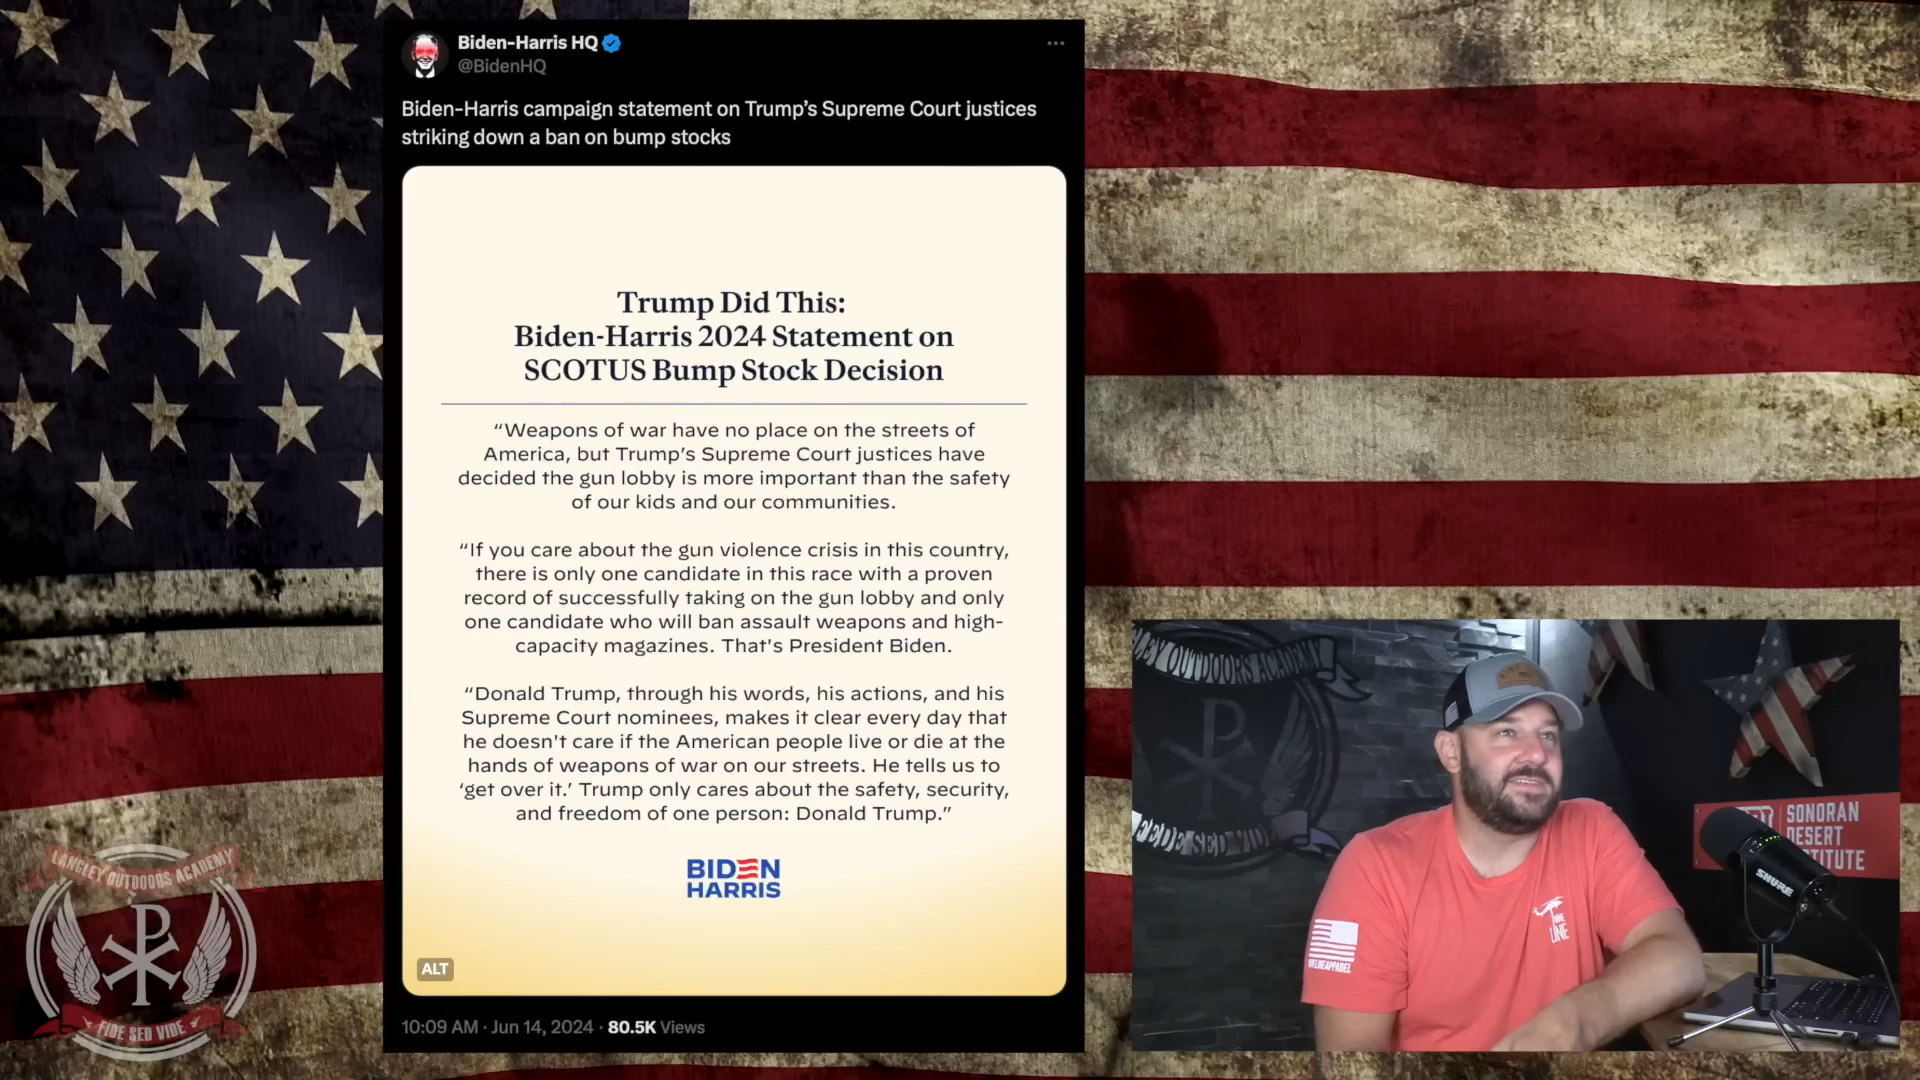 Biden-Harris HQ
@BidenHQ
Biden-Harris campaign statement on Trump’s Supreme Court justices
striking down a ban on bump stocks
Trump Did This:
Biden-Harris 2024 Statement on
SCOTUS Bump Stock Decision
“Weapons of war have no place on the streets of
America, but Trump’s Supreme Court justices have
decided the gun lobby is more important than the safety
of our kids and our communities.
“If you care about the gun violence crisis in this country,
there is only one candidate in this race with a proven
record of successfully taking on the gun lobby and only
one candidate who will ban assault weapons and high-
capacity magazines. That’s President Biden.
“Donald Trump, through his words, his actions, and his
Supreme Court nominees, makes it clear every day that
he doesn’t care if the American people live or die at the
hands of weapons of war on our streets. He tells us to
‘get over it.’ Trump only cares about the safety, security,
and freedom of one person: Donald Trump.”
BIDEN
HARRIS
ALT
10:09 AM · Jun 14, 2024 · 80.5K Views
LANGLEY OUTDOORS ACADEMY
FIDE SED VIDE
OUTDOORS ACADEMY
SONORAN
DESERT
SHURE
LINE